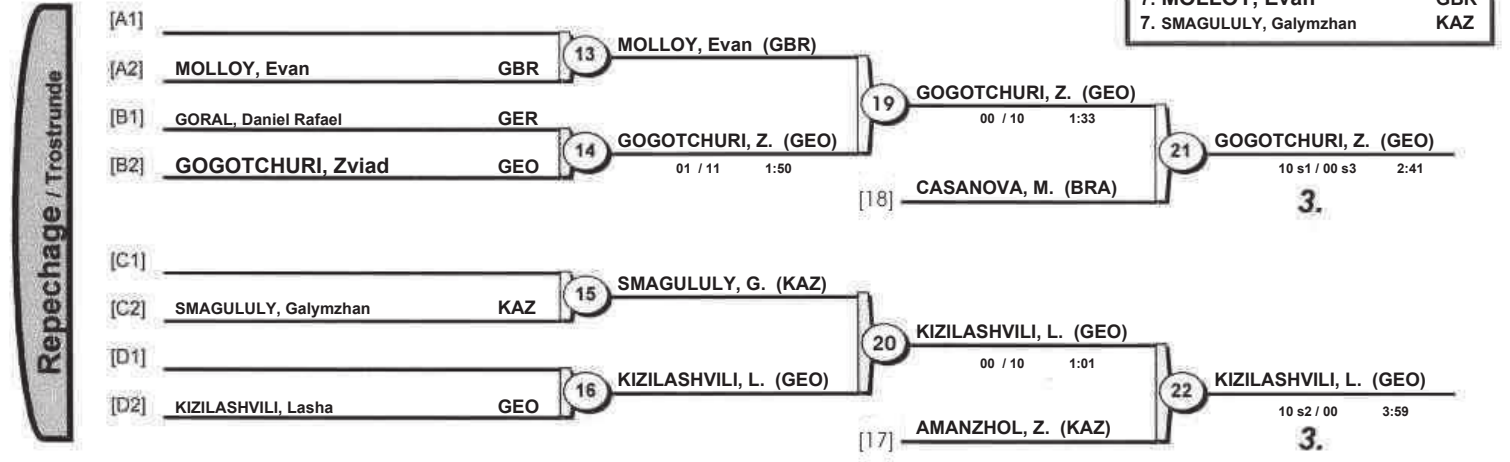 7. MOLLOY, Evan GBR
7. SMAGULULY, Galymzhan KAZ
Repechage / Trostrunde
[A1]
13 MOLLOY, Evan (GBR)
[A2] MOLLOY, Evan GBR
19 GOGOTCHURI, Z. (GEO)
00 / 10 1:33
[B1] GORAL, Daniel Rafael GER
14 GOGOTCHURI, Z. (GEO)
01 / 11 1:50
[B2] GOGOTCHURI, Zviad GEO
21 GOGOTCHURI, Z. (GEO)
10 s1 / 00 s3 2:41
[18] CASANOVA, M. (BRA)
3.
[C1]
15 SMAGULULY, G. (KAZ)
[C2] SMAGULULY, Galymzhan KAZ
20 KIZILASHVILI, L. (GEO)
00 / 10 1:01
[D1]
16 KIZILASHVILI, L. (GEO)
[D2] KIZILASHVILI, Lasha GEO
22 KIZILASHVILI, L. (GEO)
10 s2 / 00 3:59
[17] AMANZHOL, Z. (KAZ)
3.